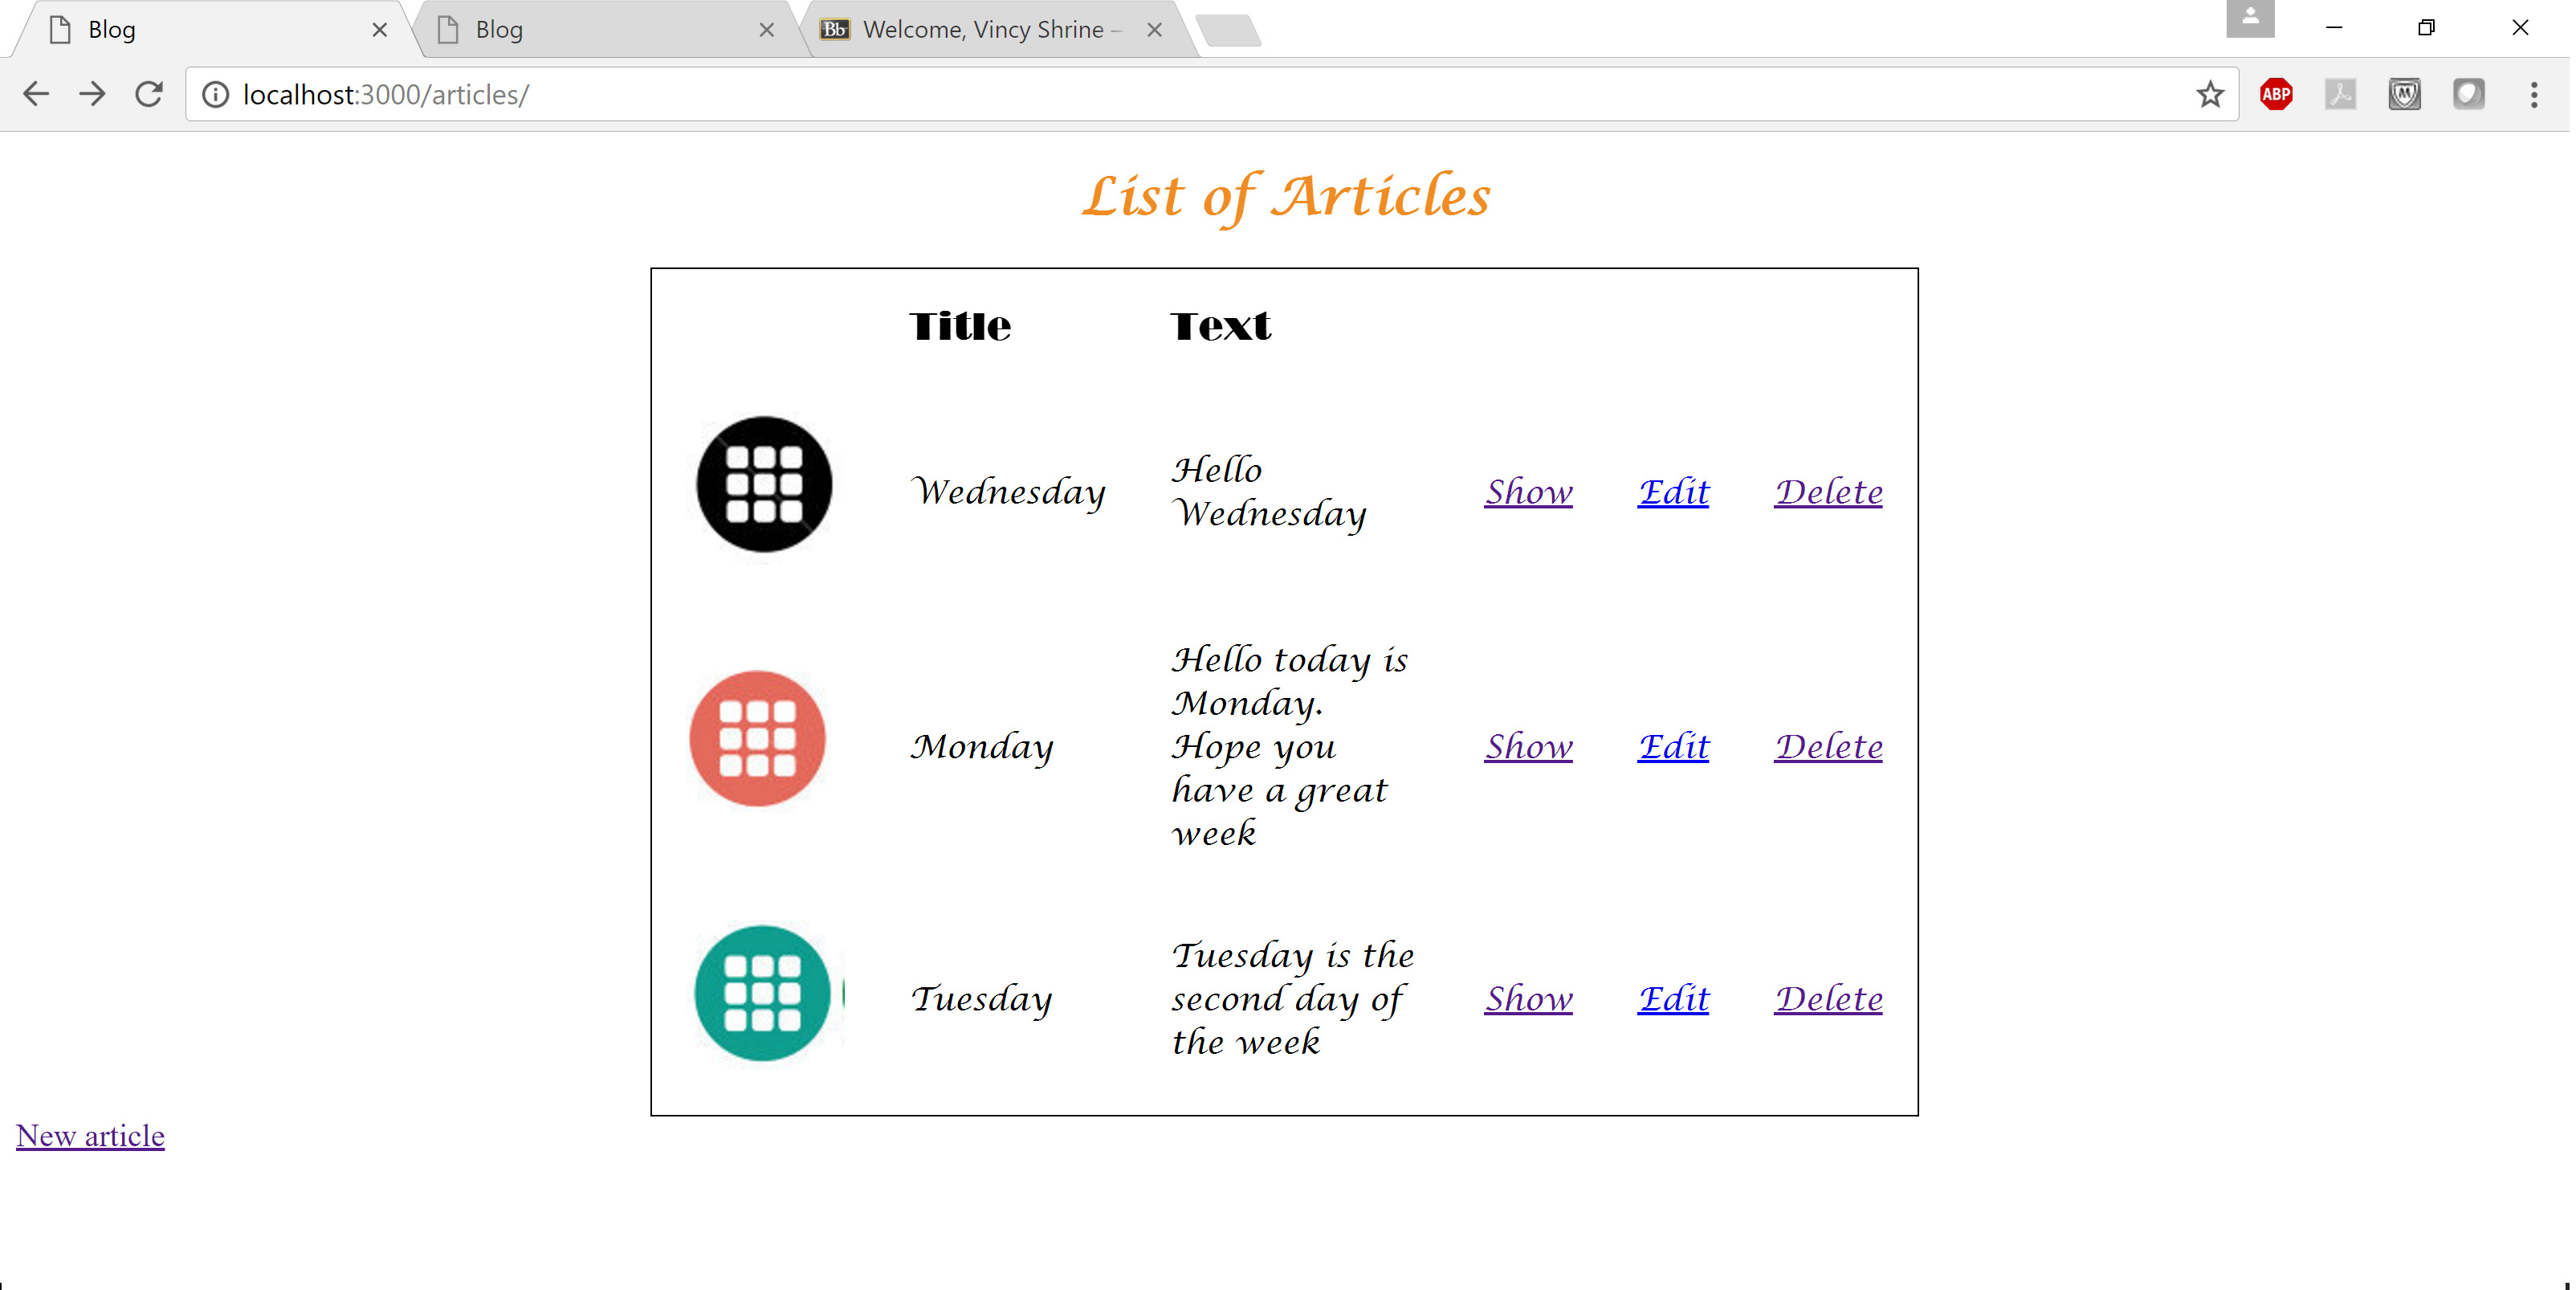 Blog
Blog
Bb Welcome, Vincy Shrine –
localhost:3000/articles/
ABP
M
List of Articles
Title Text
Wednesday
Hello
Wednesday
Show Edit Delete
Monday
Hello today is
Monday.
Hope you
have a great
week
Show Edit Delete
Tuesday
Tuesday is the
second day of
the week
Show Edit Delete
New article